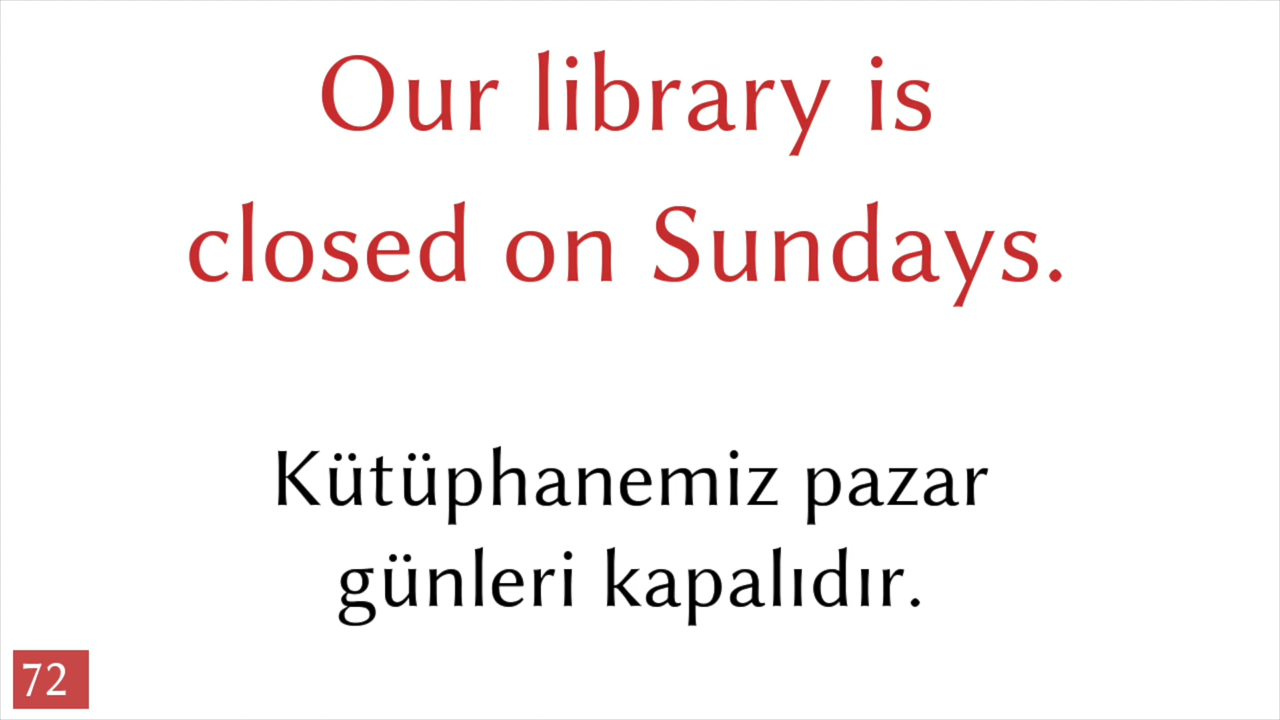 Our library is
closed on Sundays.
Kütüphanemiz pazar
günleri kapalıdır.
72